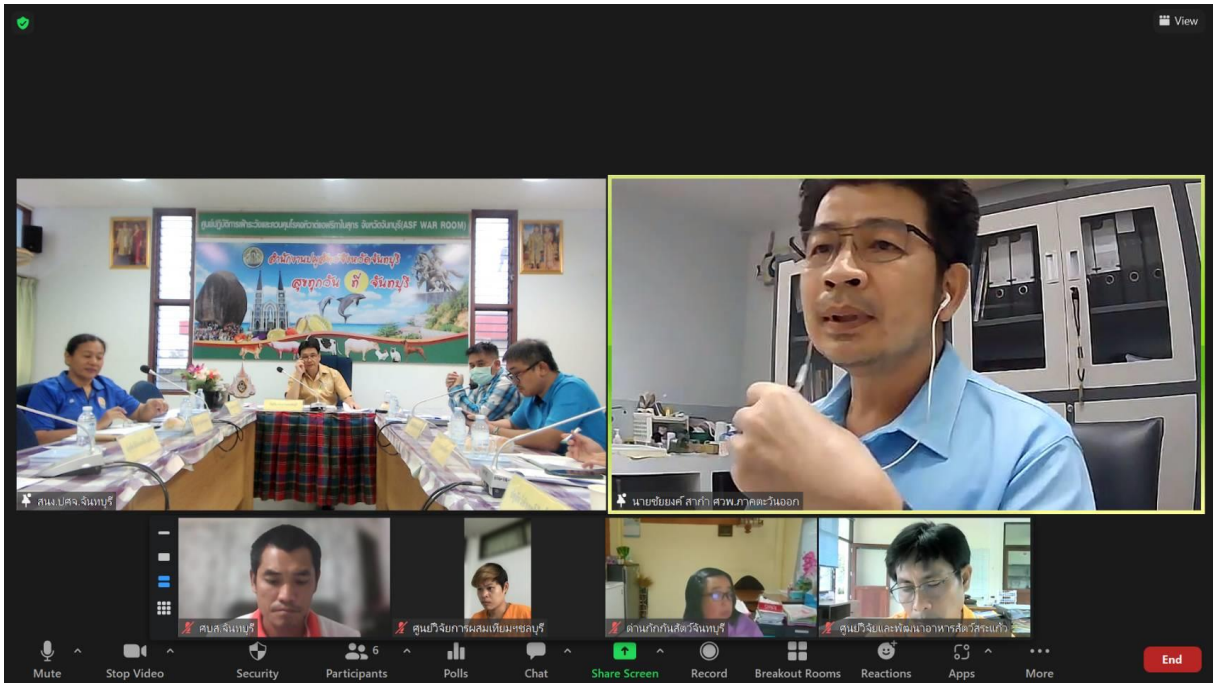 View
ศูนย์ปฏิบัติการเฝ้าระวังและควบคุมโรคอหิวาต์แอฟริกาในสุกร จังหวัดจันทบุรี(ASF WAR ROOM)
สำนักงานปศุสัตว์จังหวัดจันทบุรี
สุขทุกวัน ที่ จันทบุรี
สนง.ปศจ.จันทบุรี
นายชัยยงค์ สาก่ำ ศวพ.ภาคตะวันออก
ศบส.จันทบุรี
ศูนย์วิจัยการผสมเทียมฯชลบุรี
ด่านกักกันสัตว์จันทบุรี
ศูนย์วิจัยและพัฒนาอาหารสัตว์สระแก้ว
6
Mute
Stop Video
Security
Participants
Polls
Chat
Share Screen
Record
Breakout Rooms
Reactions
Apps
More
End